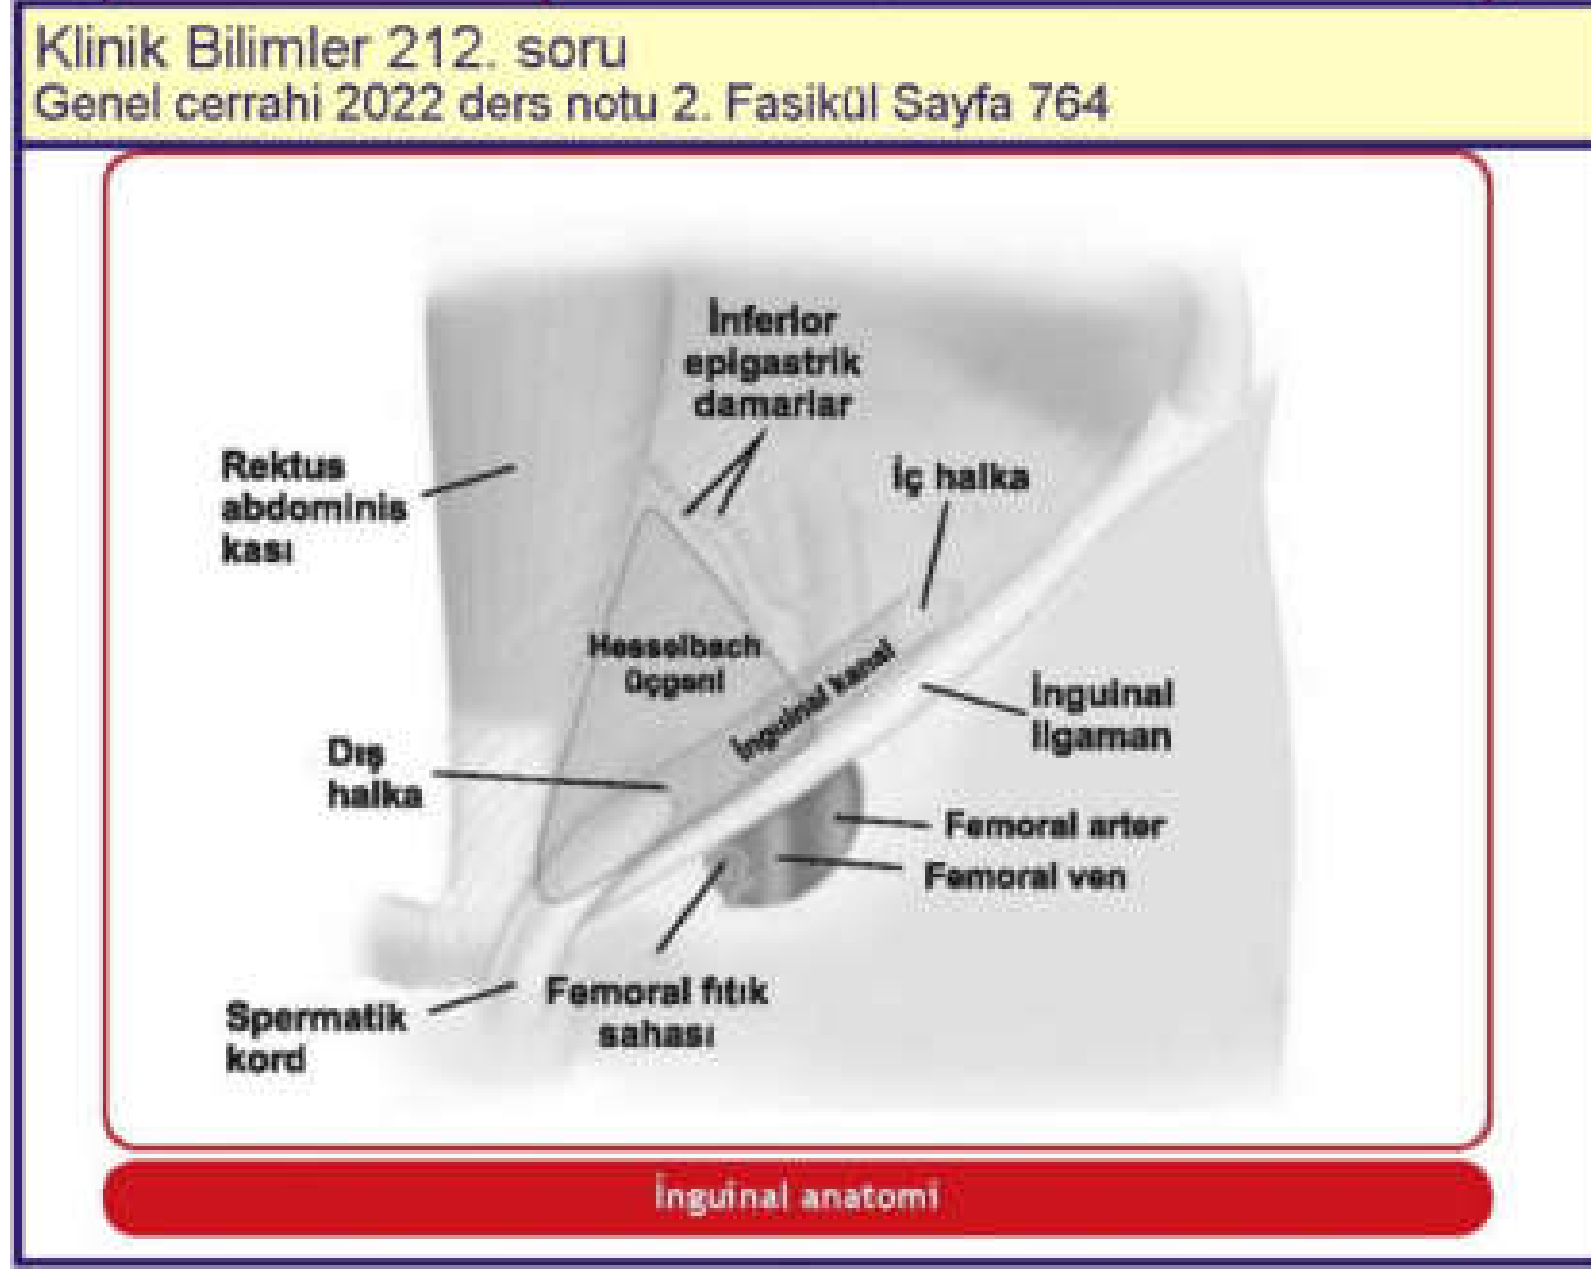 Klinik Bilimler 212. soru
Genel cerrahi 2022 ders notu 2. Fasikül Sayfa 764
İnferior
epigastrik
damarlar
Rektus
abdominis
kası
İç halka
Hesselbach
üçgeni
İnguinal kanal
İnguinal
ligaman
Dış
halka
Femoral arter
Femoral ven
Femoral fıtık
sahası
Spermatik
kord
İnguinal anatomi